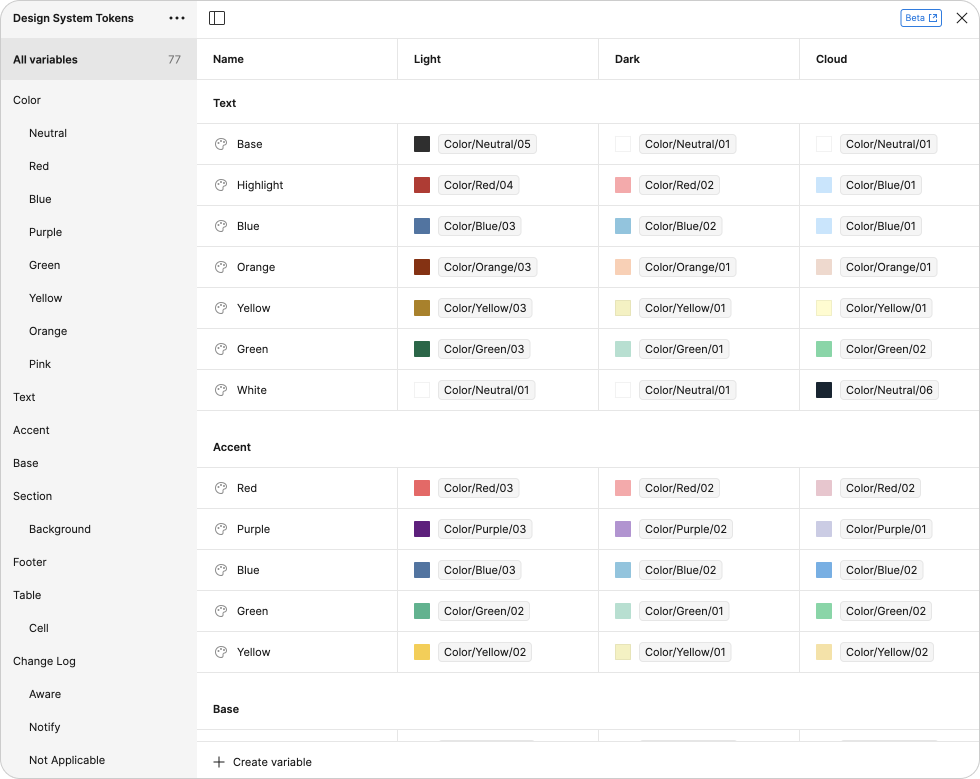 Design System Tokens
Beta
All variables 77
Name Light Dark Cloud
Color
Neutral
Red
Blue
Purple
Green
Yellow
Orange
Pink
Text
Accent
Base
Section
Background
Footer
Table
Cell
Change Log
Aware
Notify
Not Applicable
Text
Base Color/Neutral/05 Color/Neutral/01 Color/Neutral/01
Highlight Color/Red/04 Color/Red/02 Color/Blue/01
Blue Color/Blue/03 Color/Blue/02 Color/Blue/01
Orange Color/Orange/03 Color/Orange/01 Color/Orange/01
Yellow Color/Yellow/03 Color/Yellow/01 Color/Yellow/01
Green Color/Green/03 Color/Green/01 Color/Green/02
White Color/Neutral/01 Color/Neutral/01 Color/Neutral/06
Accent
Red Color/Red/03 Color/Red/02 Color/Red/02
Purple Color/Purple/03 Color/Purple/02 Color/Purple/01
Blue Color/Blue/03 Color/Blue/02 Color/Blue/02
Green Color/Green/02 Color/Green/01 Color/Green/02
Yellow Color/Yellow/02 Color/Yellow/01 Color/Yellow/02
Base
Create variable